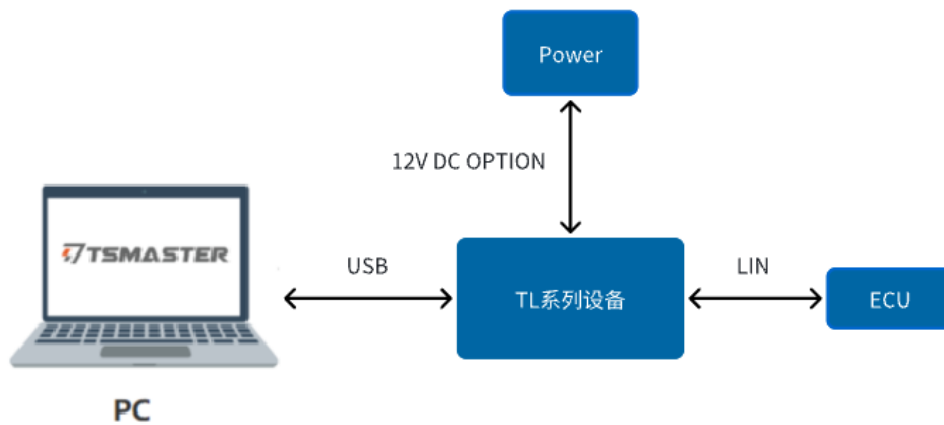 Power
12V DC OPTION
TSMASTER
USB
TL系列设备
LIN
ECU
PC